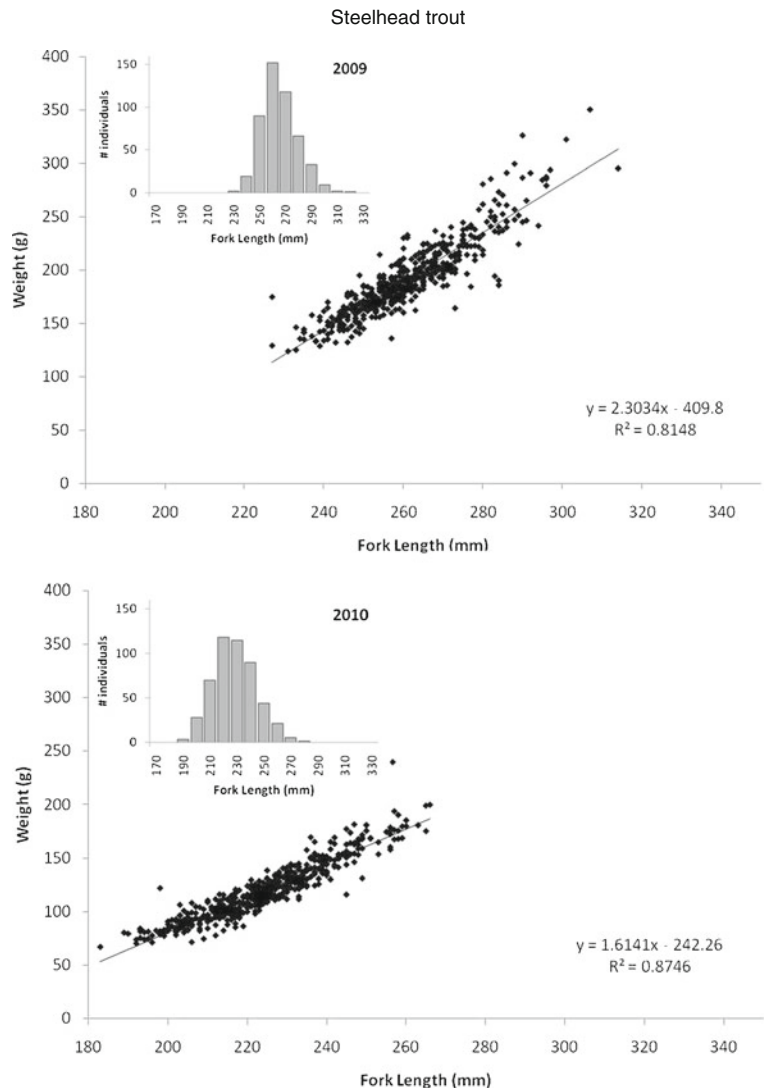 Steelhead trout
400
350
300
250
200
150
100
50
0
Weight (g)
180 200 220 240 260 280 300 320 340
Fork Length (mm)
150
100
50
0
# individuals
170 190 210 230 250 270 290 310 330
Fork Length (mm)
2009
y = 2.3034x - 409.8
R² = 0.8148
400
350
300
250
200
150
100
50
0
Weight (g)
180 200 220 240 260 280 300 320 340
Fork Length (mm)
150
100
50
0
# individuals
170 190 210 230 250 270 290 310 330
Fork Length (mm)
2010
y = 1.6141x - 242.26
R² = 0.8746